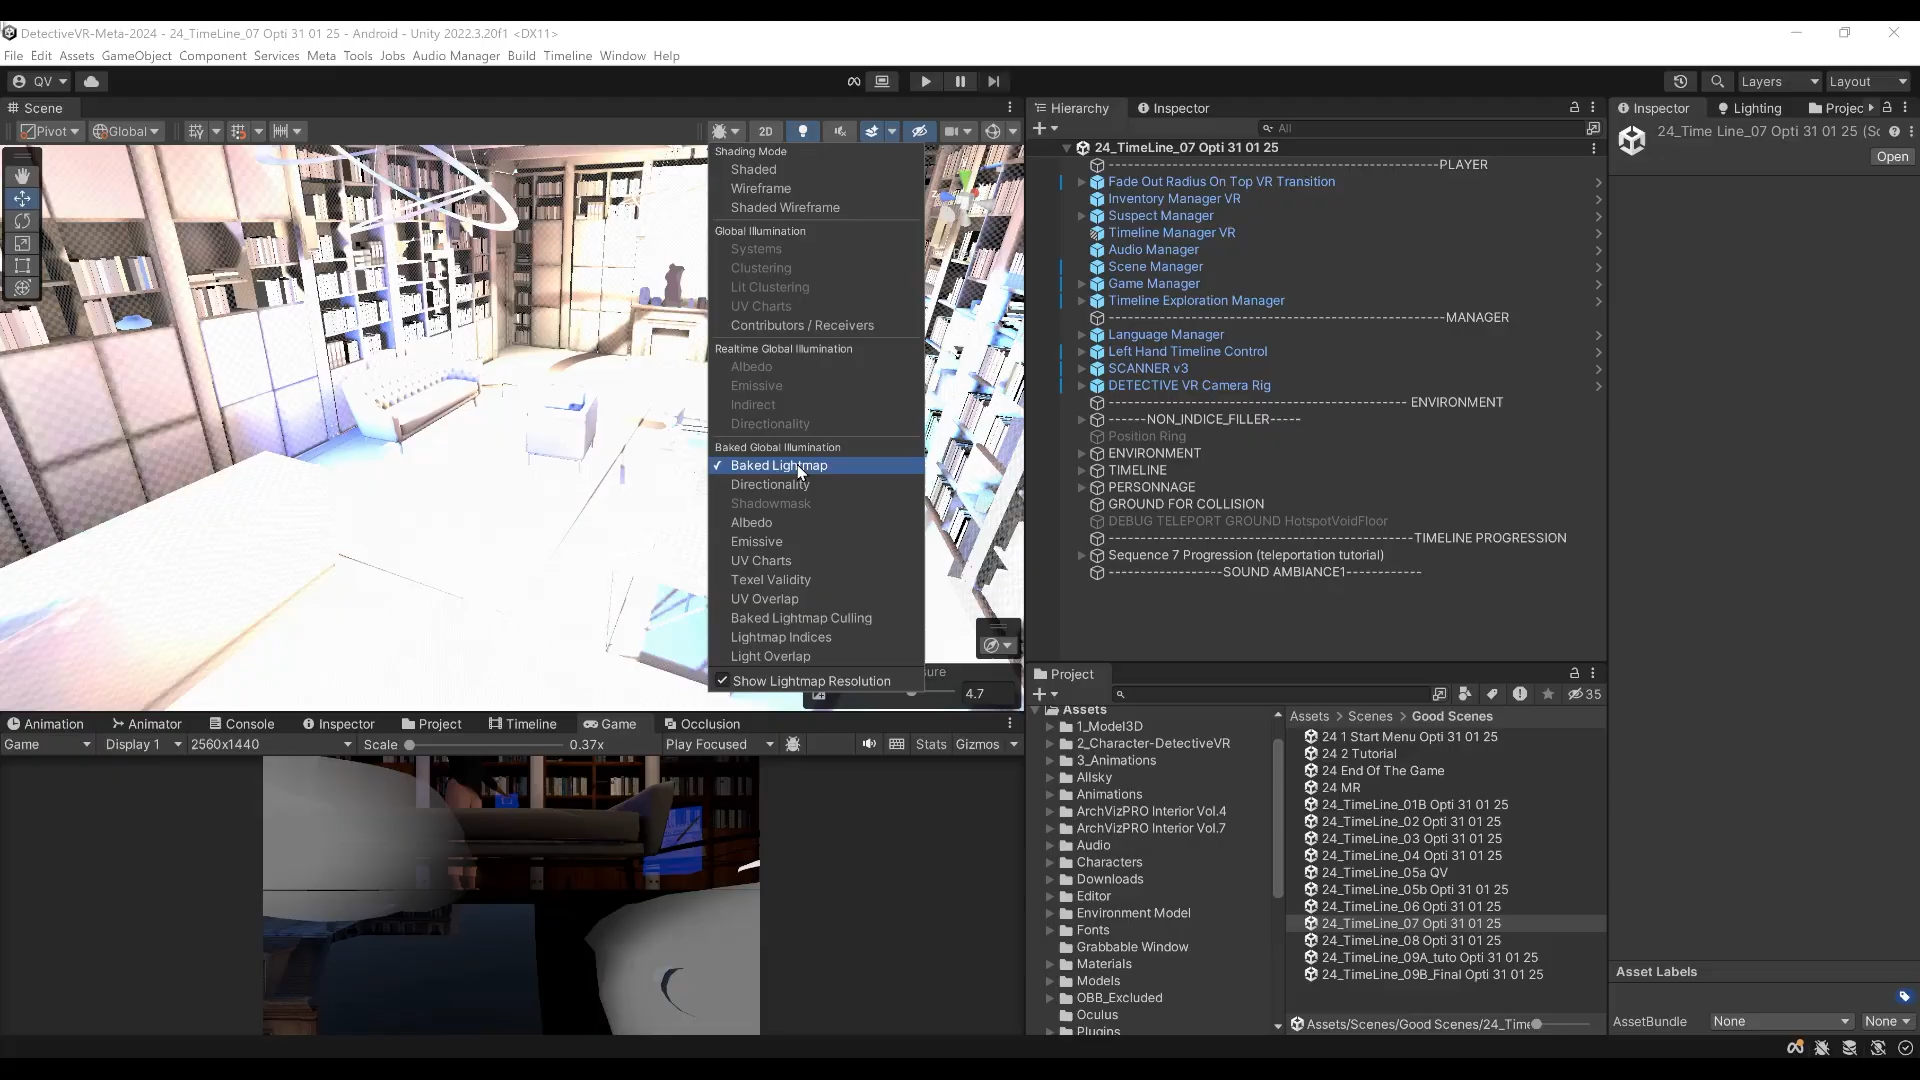 DetectiveVR-Meta-2024 - 24_TimeLine_07 Opti 31 01 25 - Android - Unity 2022.3.20f1 <DX11>
File Edit Assets GameObject Component Services Meta Tools Jobs Audio Manager Build Timeline Window Help
QV
Layers
Layout
Scene
Pivot
Global
2D
Shading Mode
Shaded
Wireframe
Shaded Wireframe
Global Illumination
Systems
Clustering
Lit Clustering
UV Charts
Contributors / Receivers
Realtime Global Illumination
Albedo
Emissive
Indirect
Directionality
Baked Global Illumination
✓ Baked Lightmap
Directionality
Shadowmask
Albedo
Emissive
UV Charts
Texel Validity
UV Overlap
Baked Lightmap Culling
Lightmap Indices
Light Overlap
Show Lightmap Resolution
sure
4.7
Hierarchy
Inspector
All
24_TimeLine_07 Opti 31 01 25
--------------------------------------------------PLAYER
Fade Out Radius On Top VR Transition
Inventory Manager VR
Suspect Manager
Timeline Manager VR
Audio Manager
Scene Manager
Game Manager
Timeline Exploration Manager
---------------------------------------------------MANAGER
Language Manager
Left Hand Timeline Control
SCANNER v3
DETECTIVE VR Camera Rig
--------------------------------------------- ENVIRONMENT
------NON_INDICE_FILLER-----
Position Ring
ENVIRONMENT
TIMELINE
PERSONNAGE
GROUND FOR COLLISION
DEBUG TELEPORT GROUND HotspotVoidFloor
----------------------------------------------TIMELINE PROGRESSION
Sequence 7 Progression (teleportation tutorial)
-----------------SOUND AMBIANCE1------------
Inspector
Lighting
Projec
24_Time Line_07 Opti 31 01 25 (Sc
Open
Animation
Animator
Console
Inspector
Project
Timeline
Game
Occlusion
Game
Display 1
2560x1440
Scale
0.37x
Play Focused
Stats
Gizmos
Project
35
Assets
1_Model3D
2_Character-DetectiveVR
3_Animations
Allsky
Animations
ArchVizPRO Interior Vol.4
ArchVizPRO Interior Vol.7
Audio
Characters
Downloads
Editor
Environment Model
Fonts
Grabbable Window
Materials
Models
OBB_Excluded
Oculus
Plugins
Assets > Scenes > Good Scenes
24 1 Start Menu Opti 31 01 25
24 2 Tutorial
24 End Of The Game
24 MR
24_TimeLine_01B Opti 31 01 25
24_TimeLine_02 Opti 31 01 25
24_TimeLine_03 Opti 31 01 25
24_TimeLine_04 Opti 31 01 25
24_TimeLine_05a QV
24_TimeLine_05b Opti 31 01 25
24_TimeLine_06 Opti 31 01 25
24_TimeLine_07 Opti 31 01 25
24_TimeLine_08 Opti 31 01 25
24_TimeLine_09A_tuto Opti 31 01 25
24_TimeLine_09B_Final Opti 31 01 25
Assets/Scenes/Good Scenes/24_Time
Asset Labels
AssetBundle
None
None